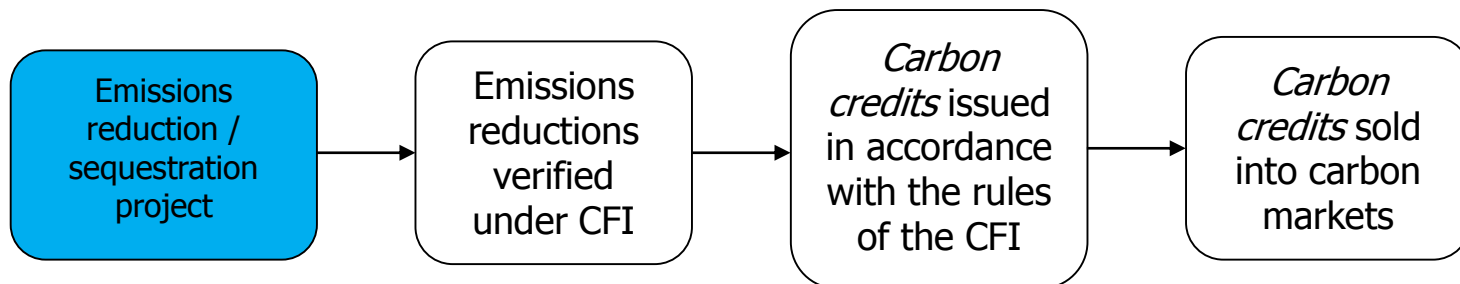 Emissions
reduction /
sequestration
project
Emissions
reductions
verified
under CFI
Carbon
credits issued
in accordance
with the rules
of the CFI
Carbon
credits sold
into carbon
markets